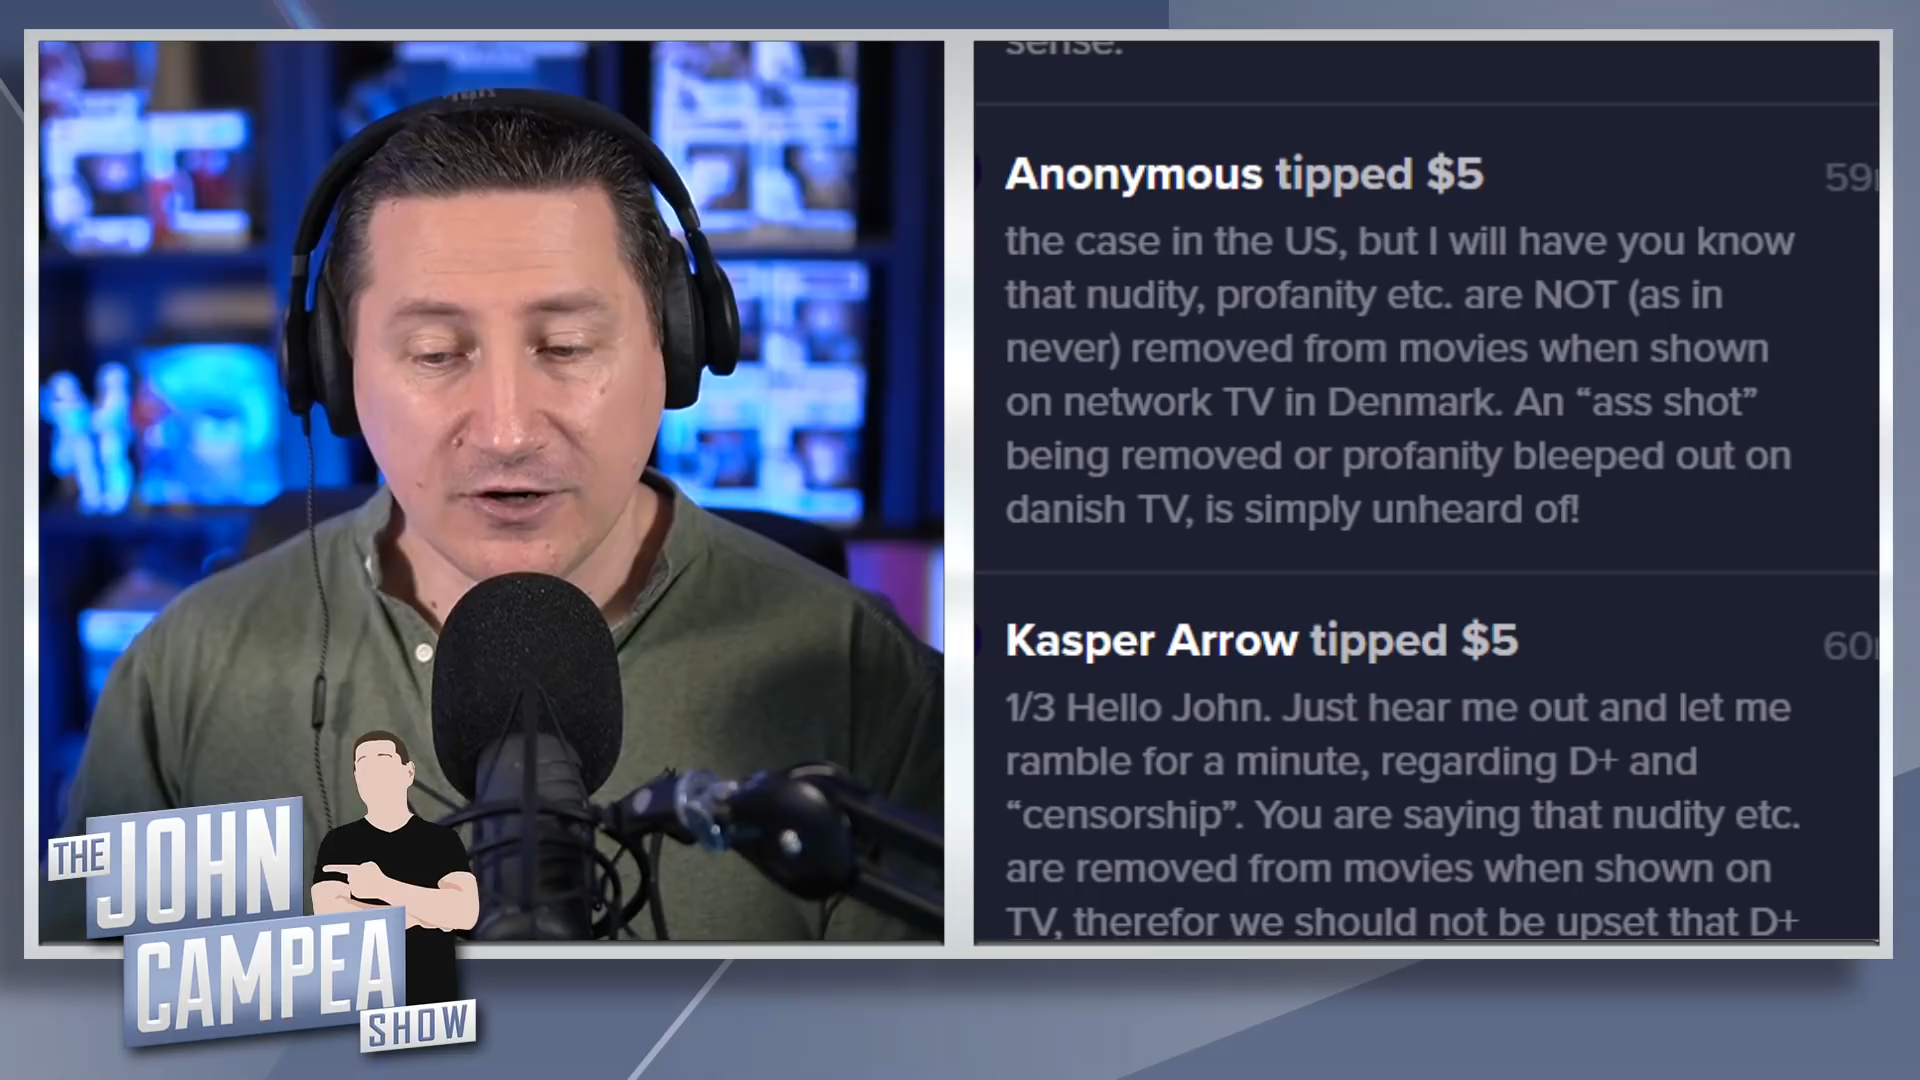 sense.
Anonymous tipped $5
59
the case in the US, but I will have you know
that nudity, profanity etc. are NOT (as in
never) removed from movies when shown
on network TV in Denmark. An “ass shot”
being removed or profanity bleeped out on
danish TV, is simply unheard of!
Kasper Arrow tipped $5
60
1/3 Hello John. Just hear me out and let me
ramble for a minute, regarding D+ and
“censorship”. You are saying that nudity etc.
are removed from movies when shown on
TV, therefor we should not be upset that D+
THE
JOHN
CAMPEA
SHOW